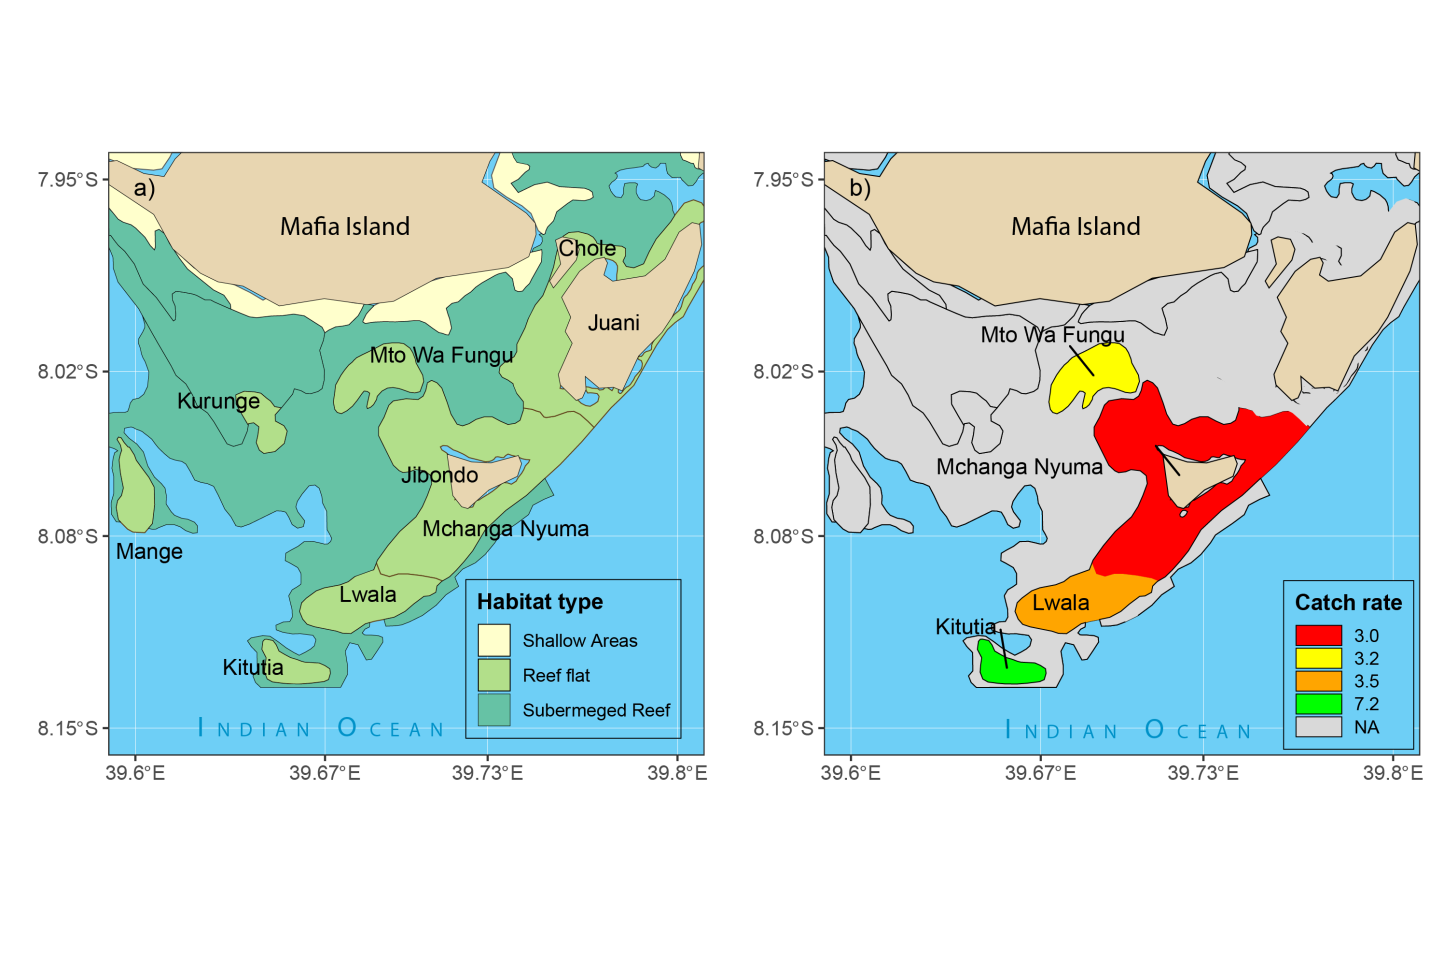 a)
Mafia Island
Chole
Juani
Mto Wa Fungu
Kurunge
Jibondo
Mchanga Nyuma
Mange
Lwala
Kitutia
INDIAN OCEAN
Habitat type
Shallow Areas
Reef flat
Subermeged Reef
7.95°S
8.02°S
8.08°S
8.15°S
39.6°E
39.67°E
39.73°E
39.8°E
b)
Mafia Island
Mto Wa Fungu
Mchanga Nyuma
Lwala
Kitutia
INDIAN OCEAN
Catch rate
3.0
3.2
3.5
7.2
NA
7.95°S
8.02°S
8.08°S
8.15°S
39.6°E
39.67°E
39.73°E
39.8°E